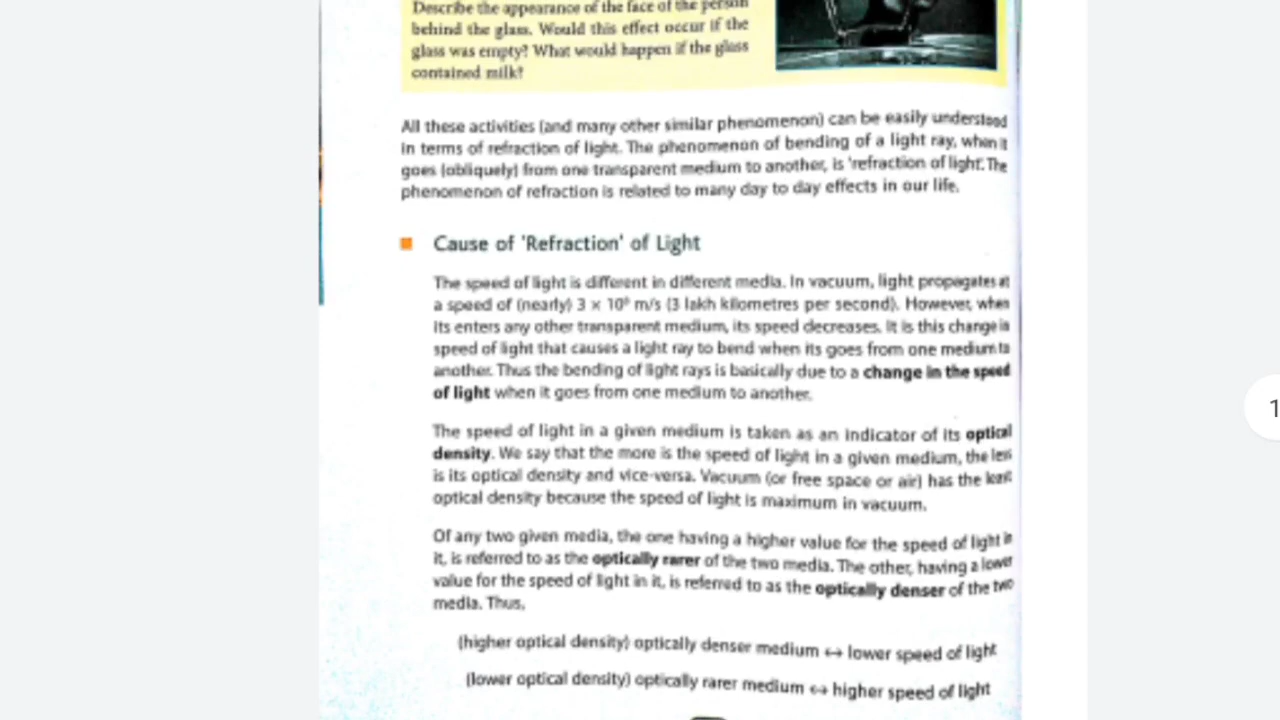 Describe the appearance of the face of the person
behind the glass. Would this effect occur if the
glass was empty? What would happen if the glass
contained milk?
All these activities (and many other similar phenomenon) can be easily understood
in terms of refraction of light. The phenomenon of bending of a light ray, when it
goes (obliquely) from one transparent medium to another, is 'refraction of light'. The
phenomenon of refraction is related to many day to day effects in our life.
Cause of 'Refraction' of Light
The speed of light is different in different media. In vacuum, light propagates at
a speed of (nearly) 3 × 10⁸ m/s (3 lakh kilometres per second). However, when
its enters any other transparent medium, its speed decreases. It is this change in
speed of light that causes a light ray to bend when its goes from one medium to
another. Thus the bending of light rays is basically due to a change in the speed
of light when it goes from one medium to another.
The speed of light in a given medium is taken as an indicator of its optical
density. We say that the more is the speed of light in a given medium, the less
is its optical density and vice-versa. Vacuum (or free space or air) has the least
optical density because the speed of light is maximum in vacuum.
Of any two given media, the one having a higher value for the speed of light in
it, is referred to as the optically rarer of the two media. The other, having a lower
value for the speed of light in it, is referred to as the optically denser of the two
media. Thus,
(higher optical density) optically denser medium ↔ lower speed of light
(lower optical density) optically rarer medium ↔ higher speed of light
1